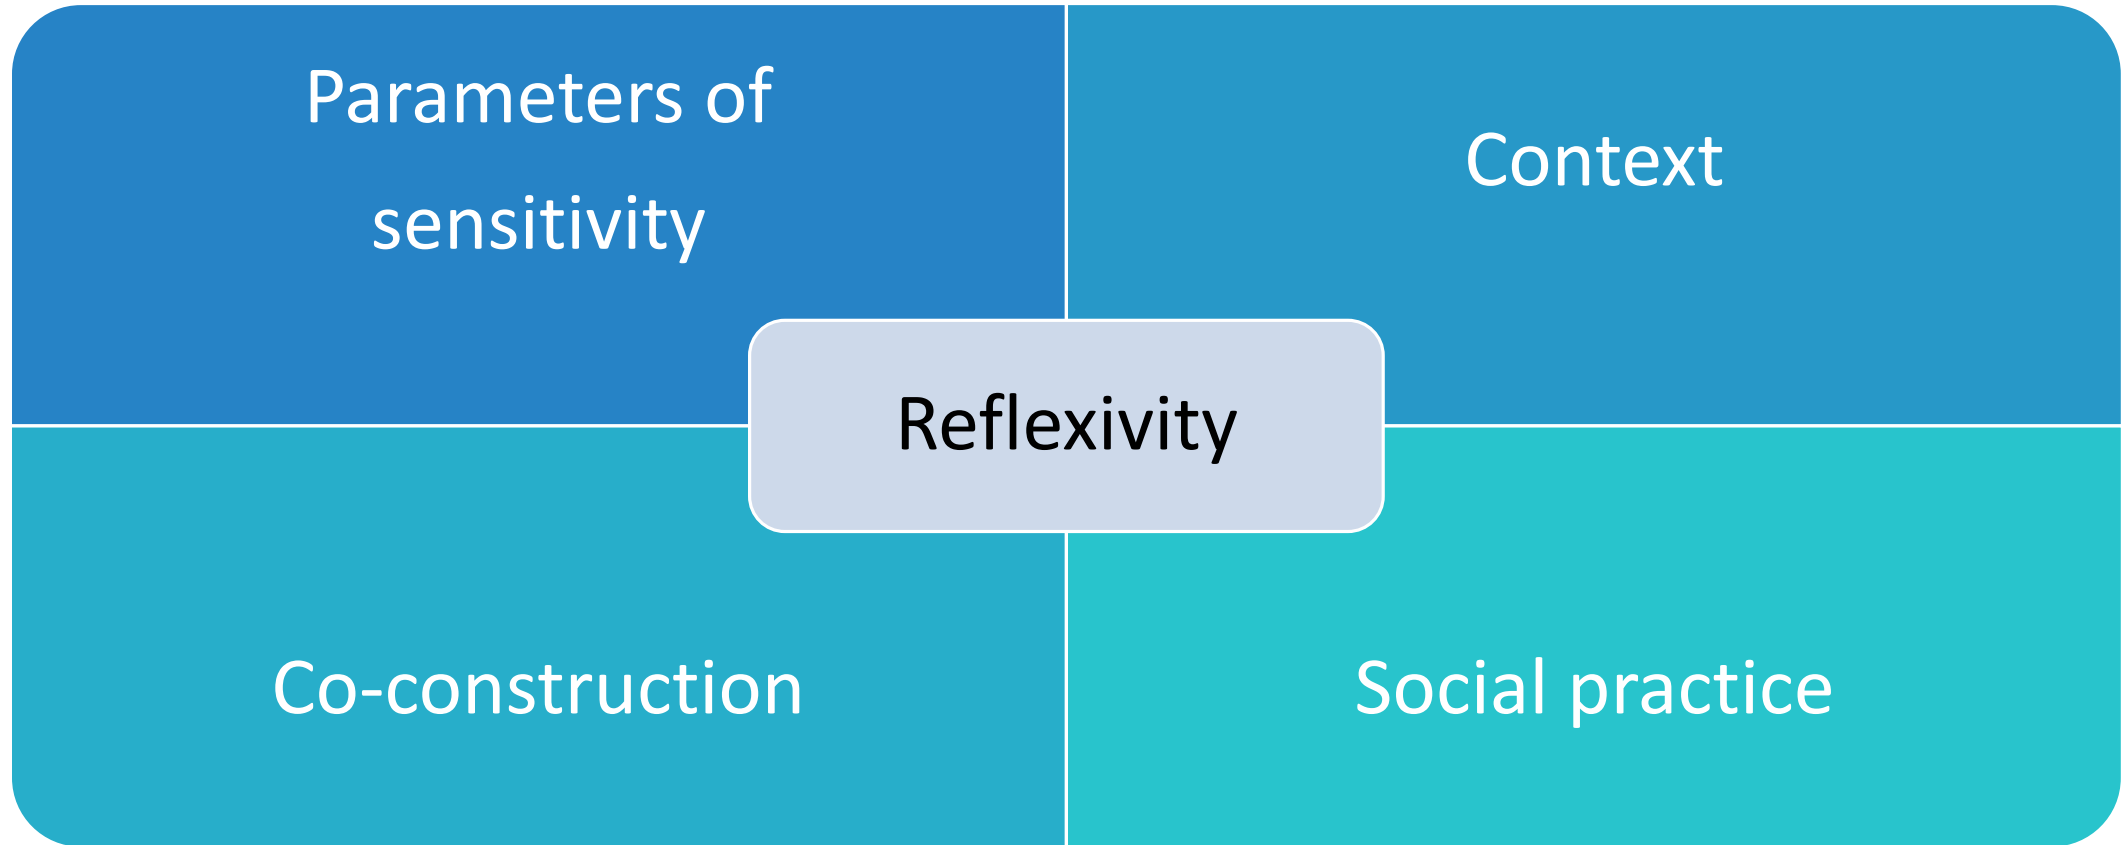 Parameters of
sensitivity
Context
Reflexivity
Co-construction
Social practice